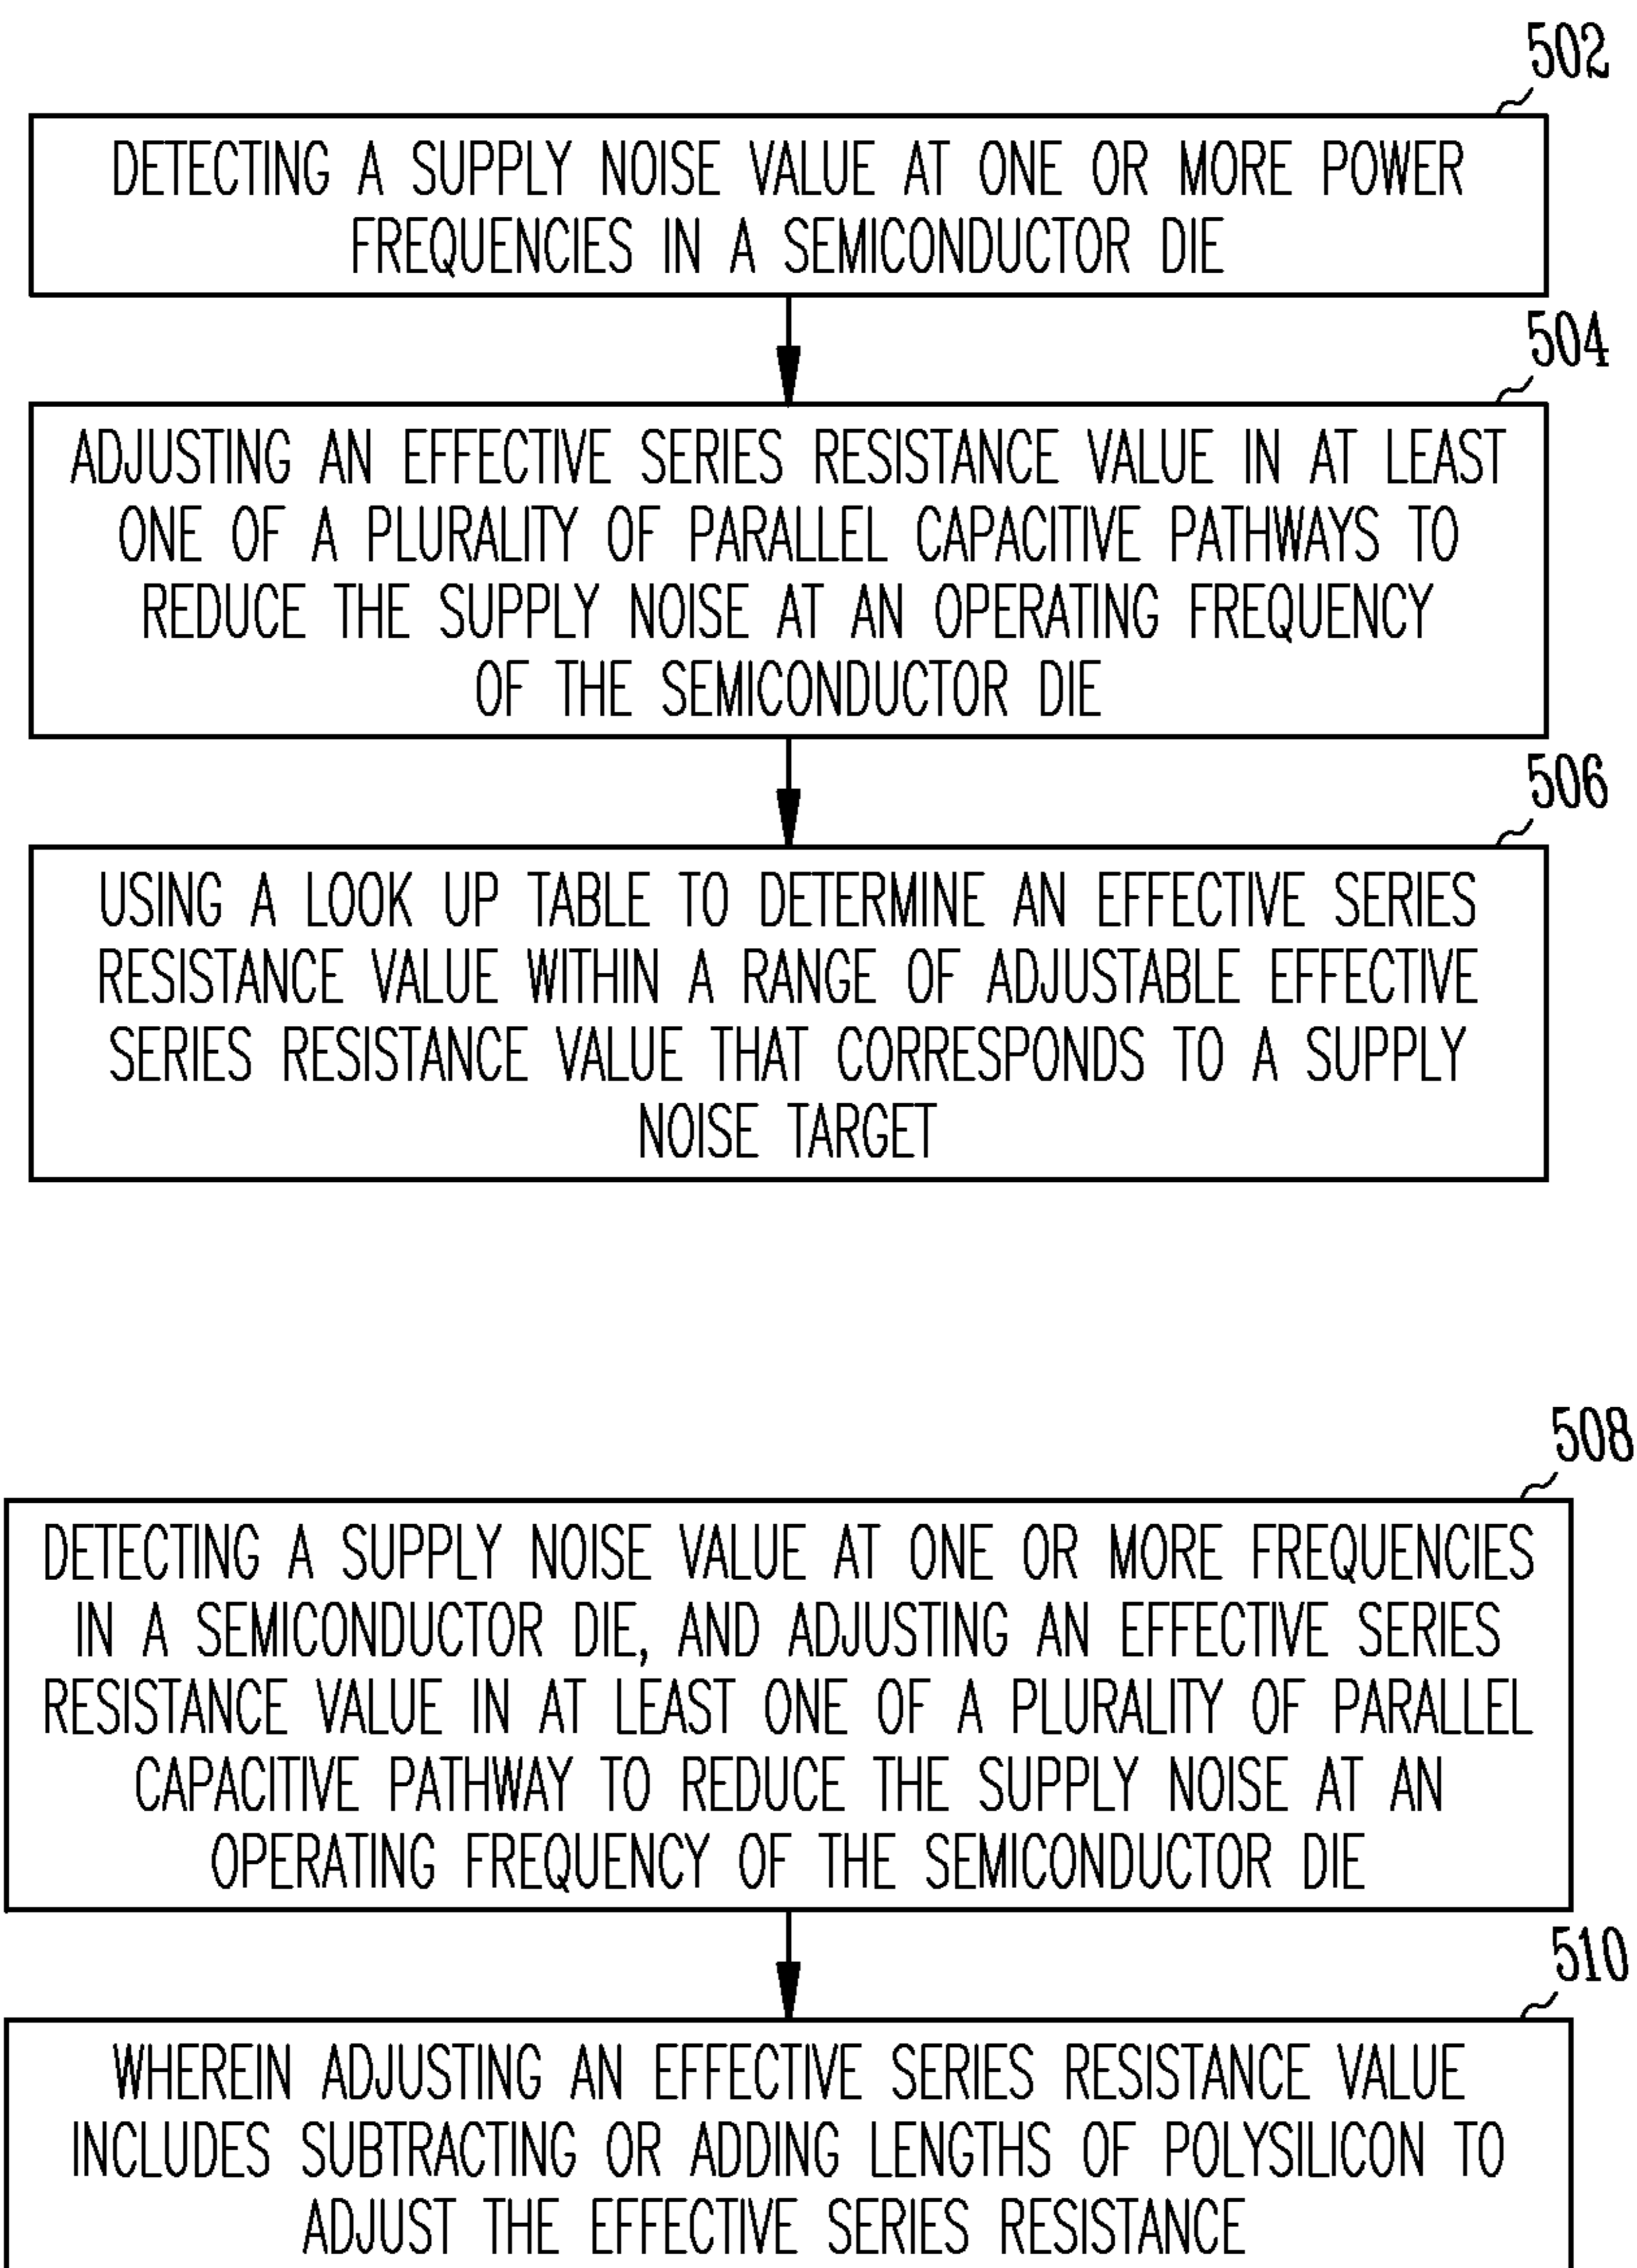 502
DETECTING A SUPPLY NOISE VALUE AT ONE OR MORE POWER
FREQUENCIES IN A SEMICONDUCTOR DIE
504
ADJUSTING AN EFFECTIVE SERIES RESISTANCE VALUE IN AT LEAST
ONE OF A PLURALITY OF PARALLEL CAPACITIVE PATHWAYS TO
REDUCE THE SUPPLY NOISE AT AN OPERATING FREQUENCY
OF THE SEMICONDUCTOR DIE
506
USING A LOOK UP TABLE TO DETERMINE AN EFFECTIVE SERIES
RESISTANCE VALUE WITHIN A RANGE OF ADJUSTABLE EFFECTIVE
SERIES RESISTANCE VALUE THAT CORRESPONDS TO A SUPPLY
NOISE TARGET
508
DETECTING A SUPPLY NOISE VALUE AT ONE OR MORE FREQUENCIES
IN A SEMICONDUCTOR DIE, AND ADJUSTING AN EFFECTIVE SERIES
RESISTANCE VALUE IN AT LEAST ONE OF A PLURALITY OF PARALLEL
CAPACITIVE PATHWAY TO REDUCE THE SUPPLY NOISE AT AN
OPERATING FREQUENCY OF THE SEMICONDUCTOR DIE
510
WHEREIN ADJUSTING AN EFFECTIVE SERIES RESISTANCE VALUE
INCLUDES SUBTRACTING OR ADDING LENGTHS OF POLYSILICON TO
ADJUST THE EFFECTIVE SERIES RESISTANCE